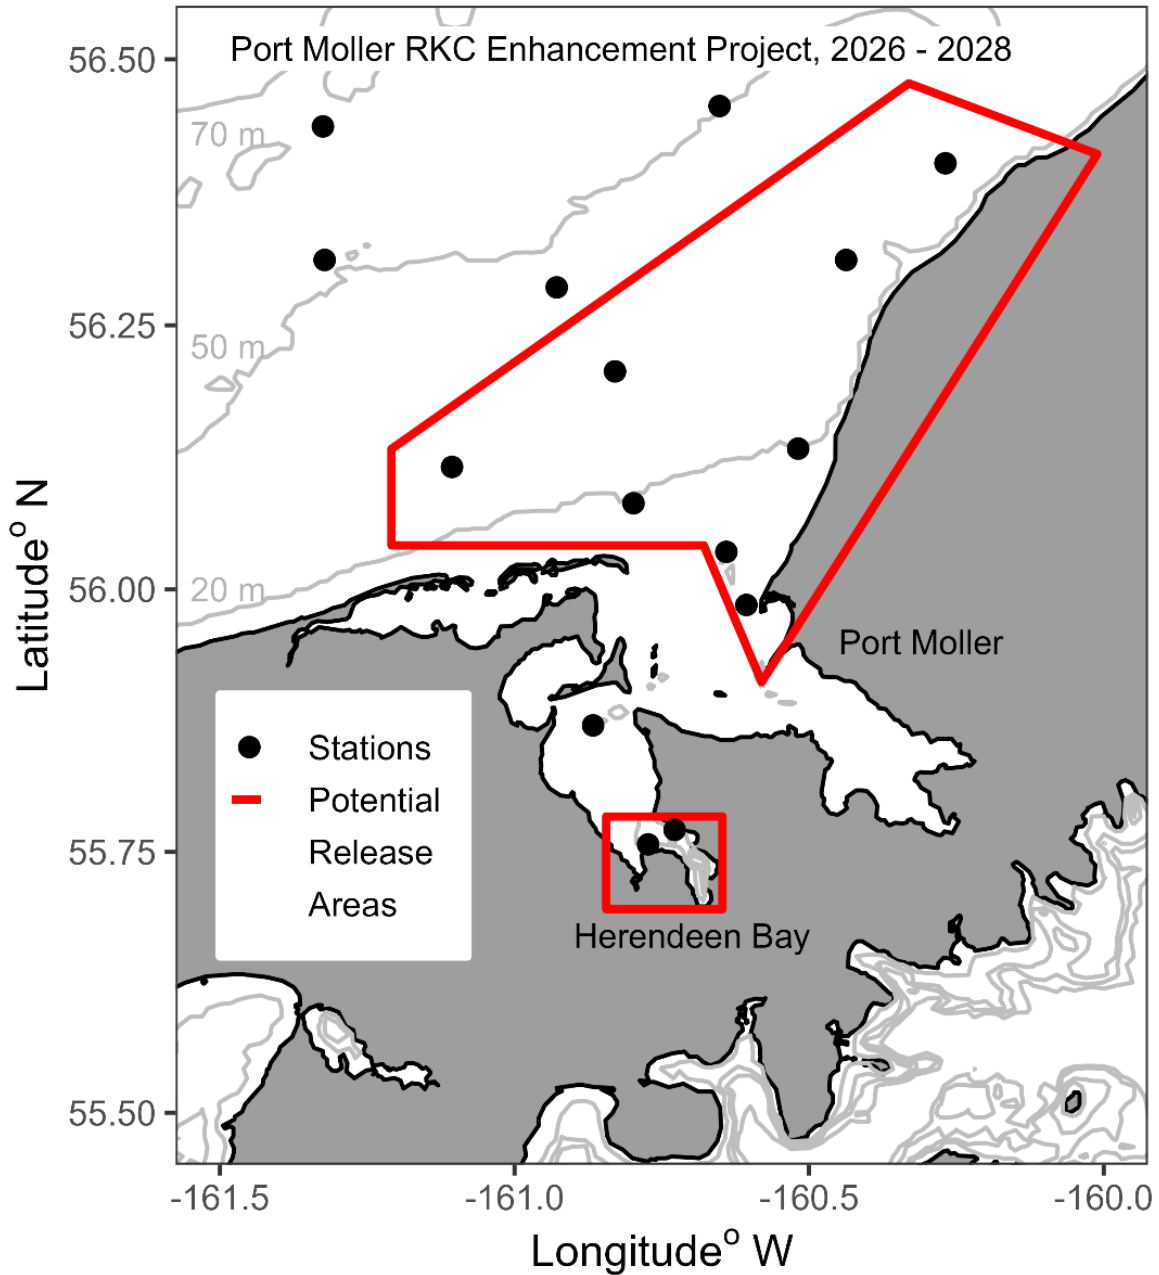 Port Moller RKC Enhancement Project, 2026 - 2028
56.50
70 m
56.25
50 m
56.00
20 m
Port Moller
Stations
Potential
Release
Areas
55.75
Herendeen Bay
55.50
-161.5
-161.0
-160.5
-160.0
Longitude° W
Latitude° N